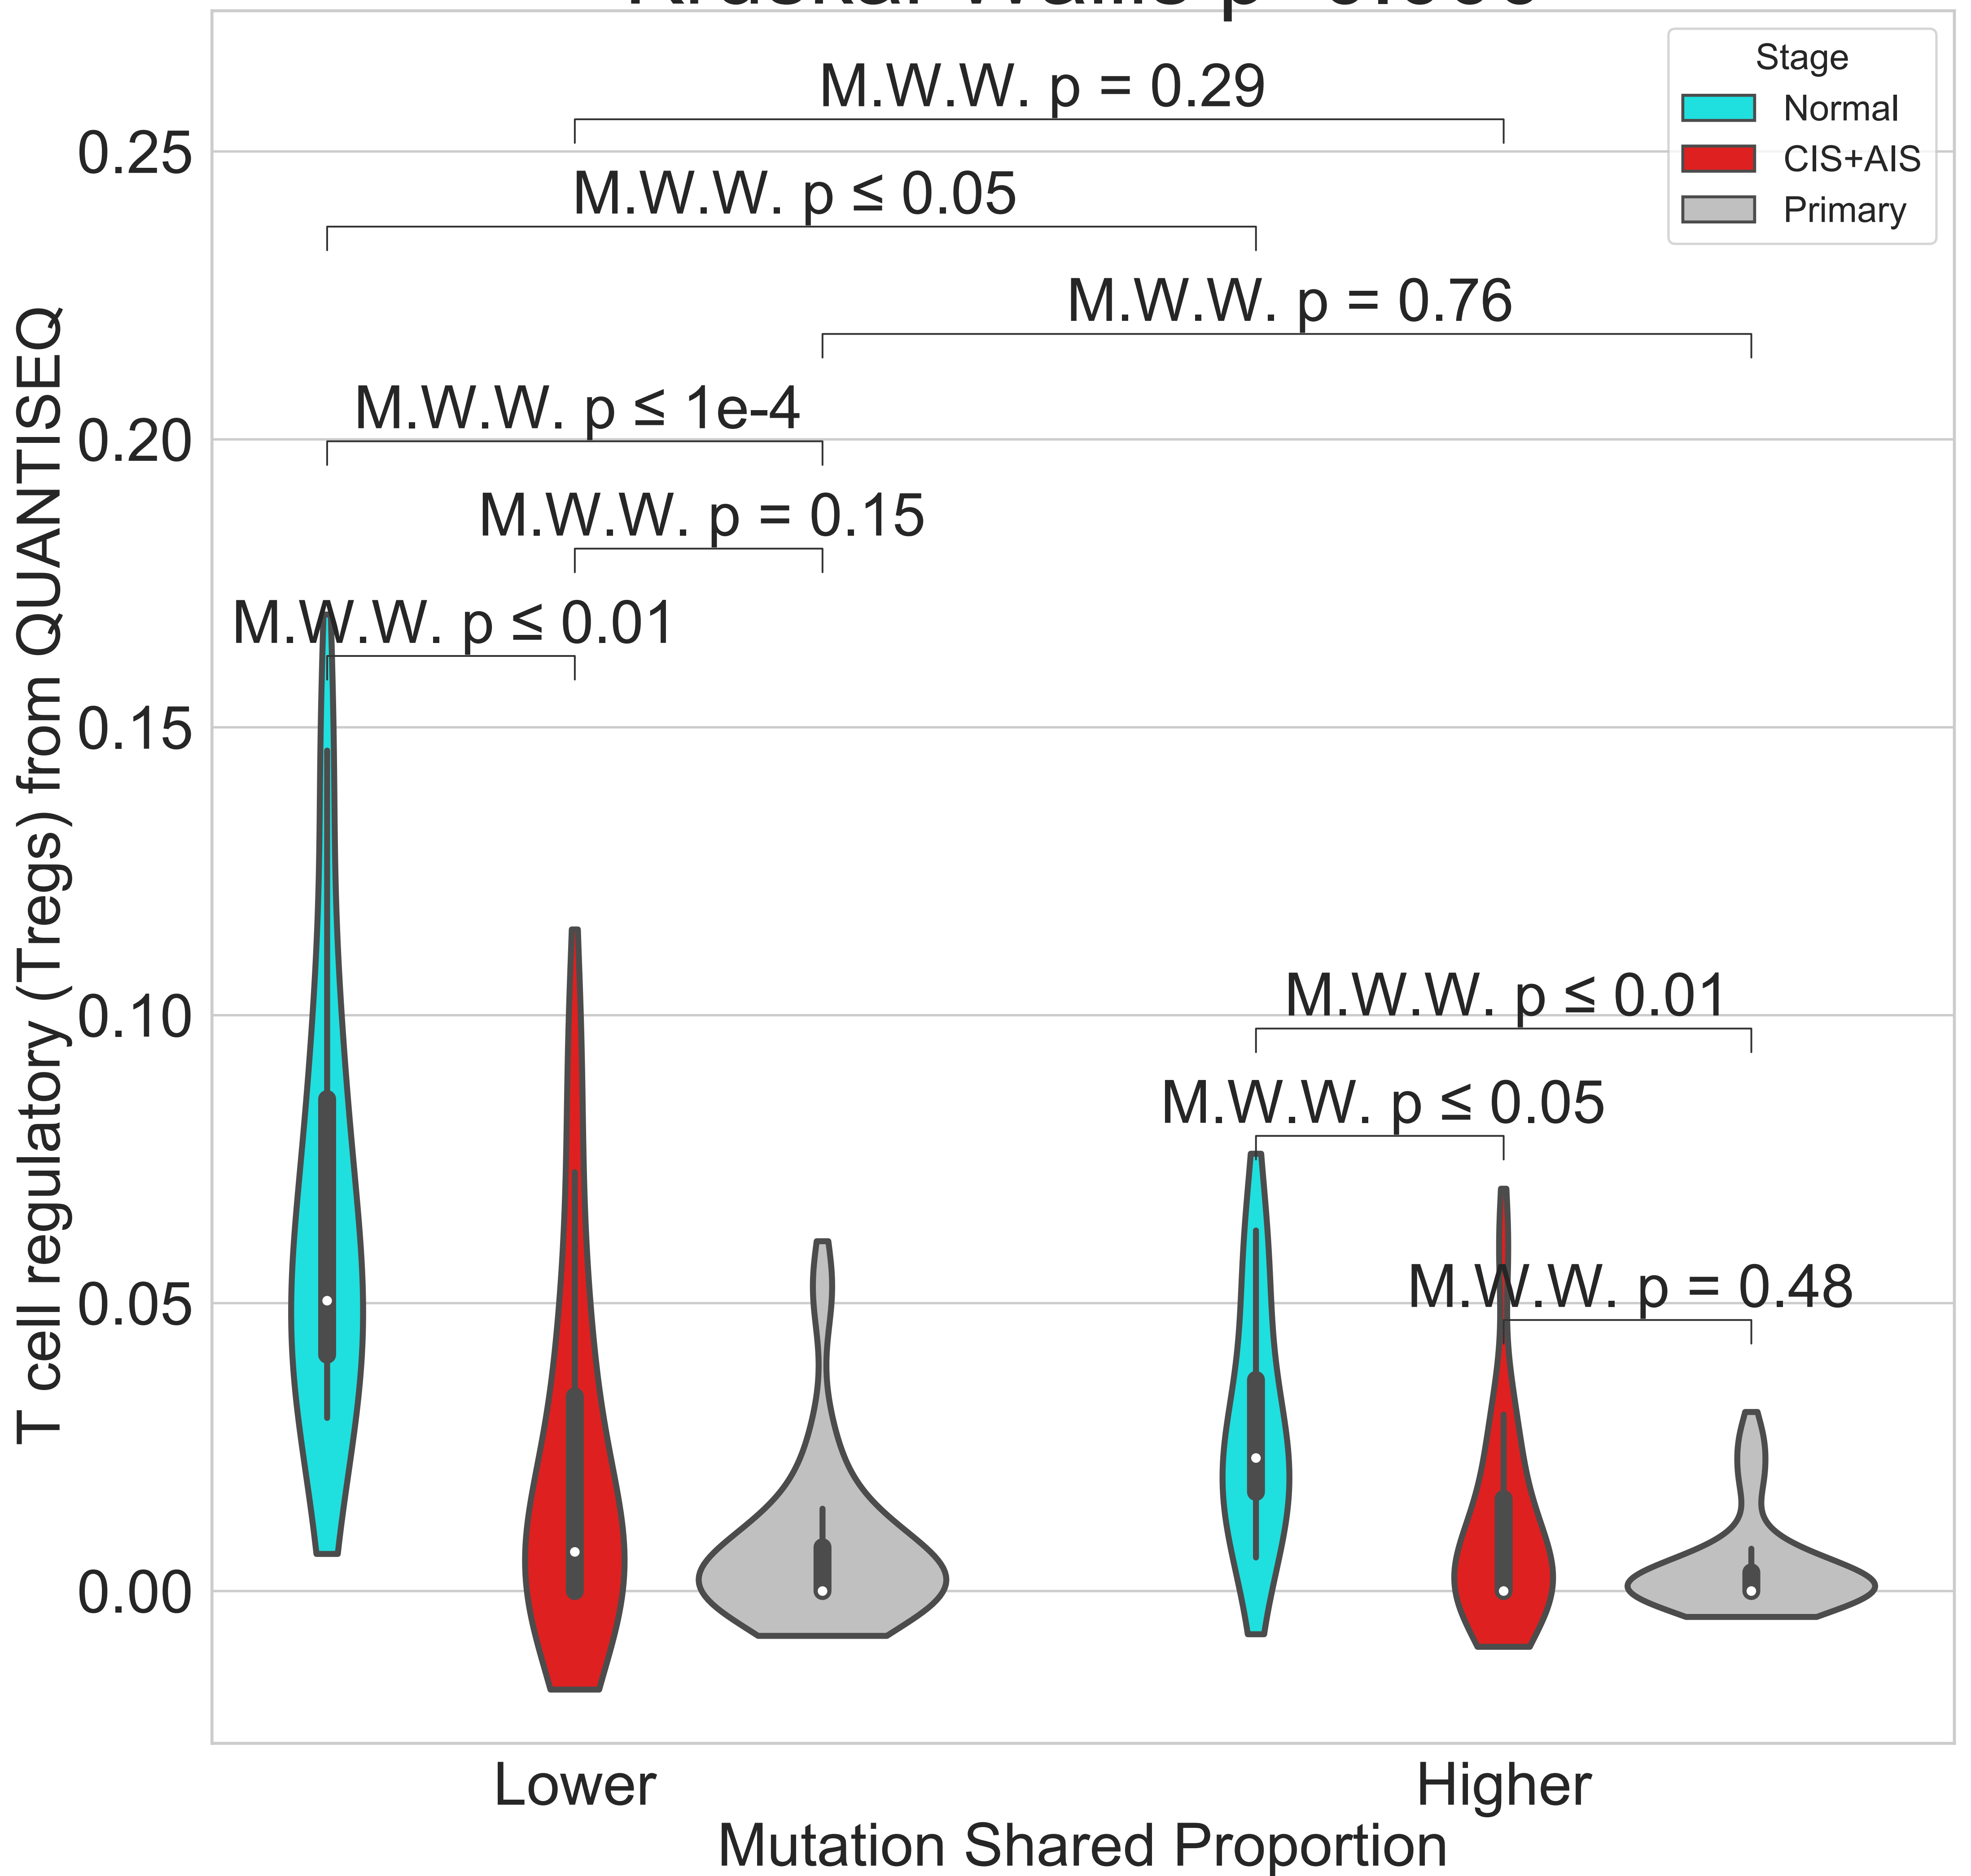 Stage
Normal
CIS+AIS
Primary
M.W.W. p = 0.29
M.W.W. p ≤ 0.05
M.W.W. p = 0.76
M.W.W. p ≤ 1e-4
M.W.W. p = 0.15
M.W.W. p ≤ 0.01
M.W.W. p ≤ 0.01
M.W.W. p ≤ 0.05
M.W.W. p = 0.48
T cell regulatory (Tregs) from QUANTISEQ
0.25
0.20
0.15
0.10
0.05
0.00
Lower
Higher
Mutation Shared Proportion